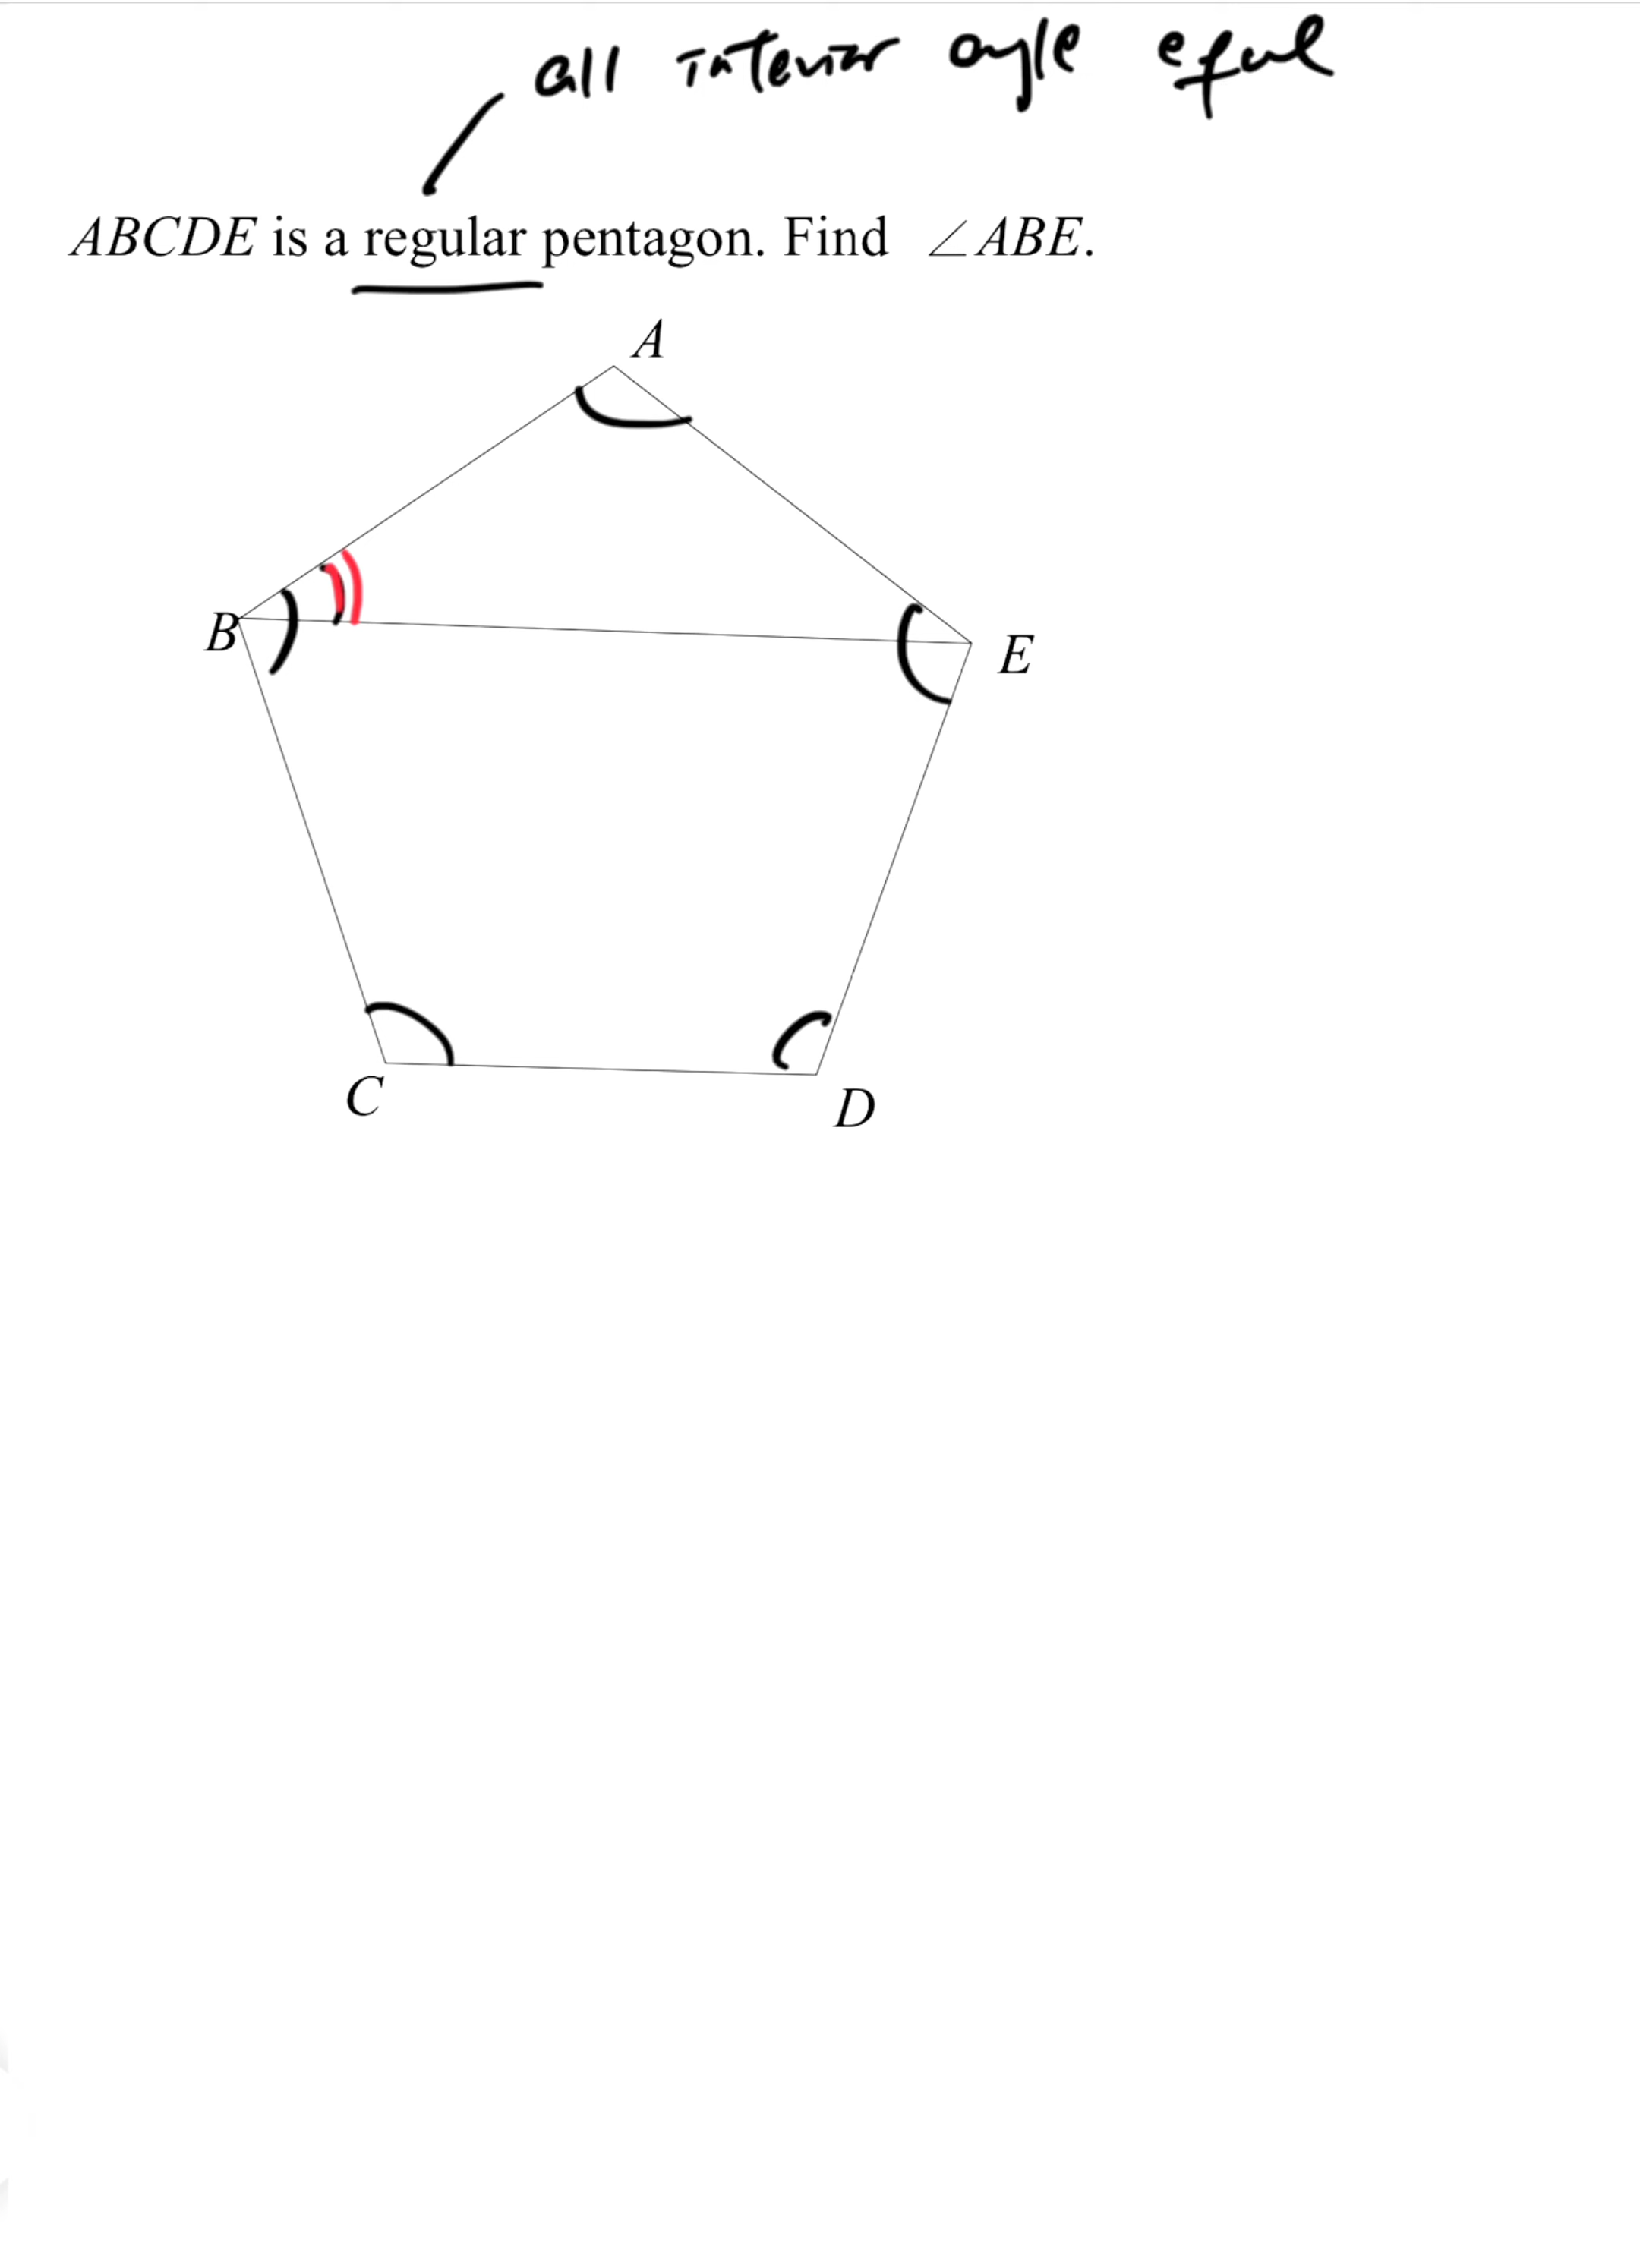 all interior angle equal
ABCDE is a regular pentagon. Find ∠ABE.
A
B
E
C
D